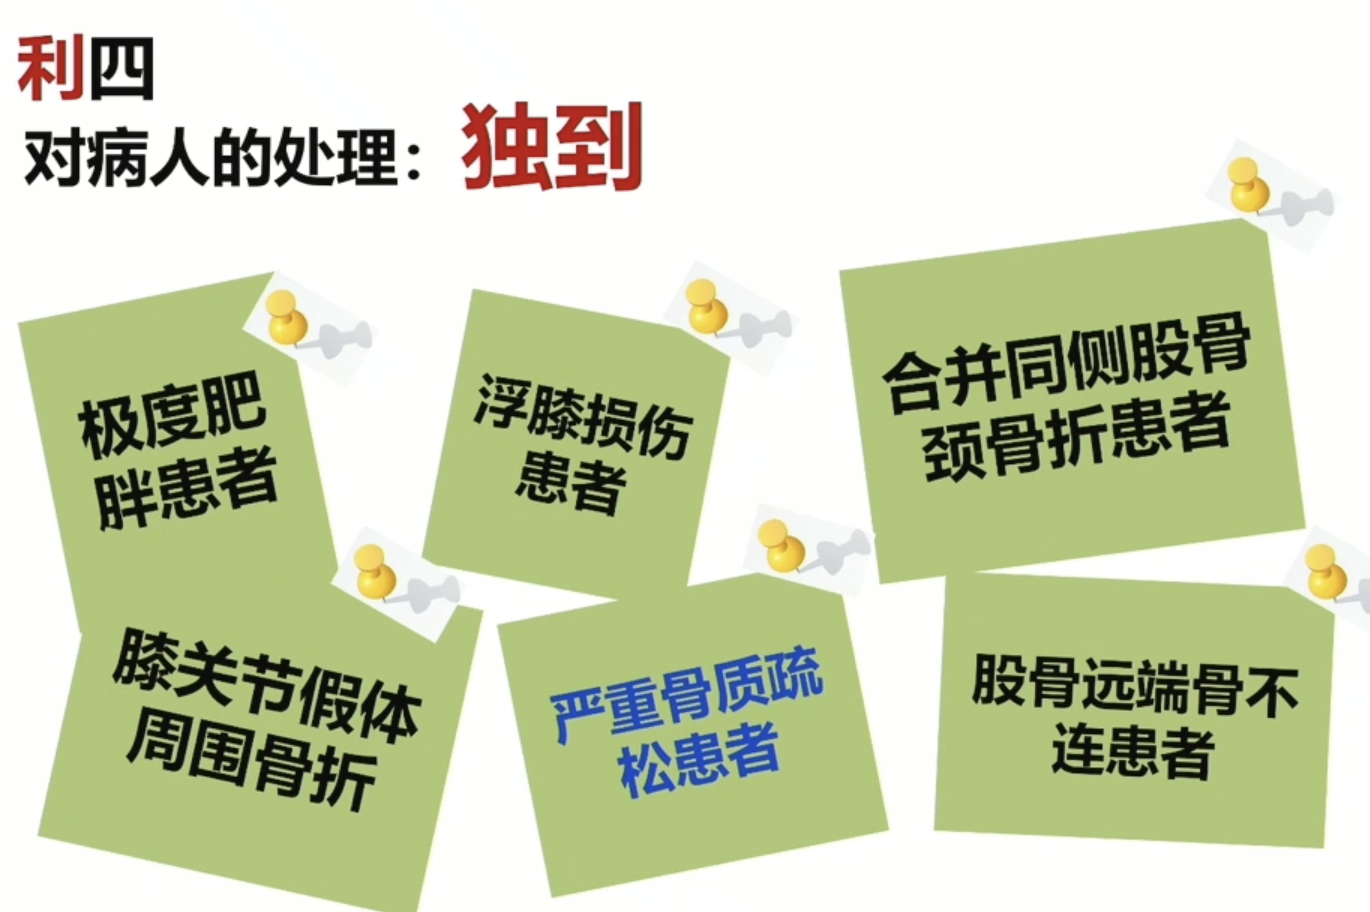 利四
对病人的处理：独到
极度肥
胖患者
浮膝损伤
患者
合并同侧股骨
颈骨折患者
膝关节假体
周围骨折
严重骨质疏
松患者
股骨远端骨不
连患者